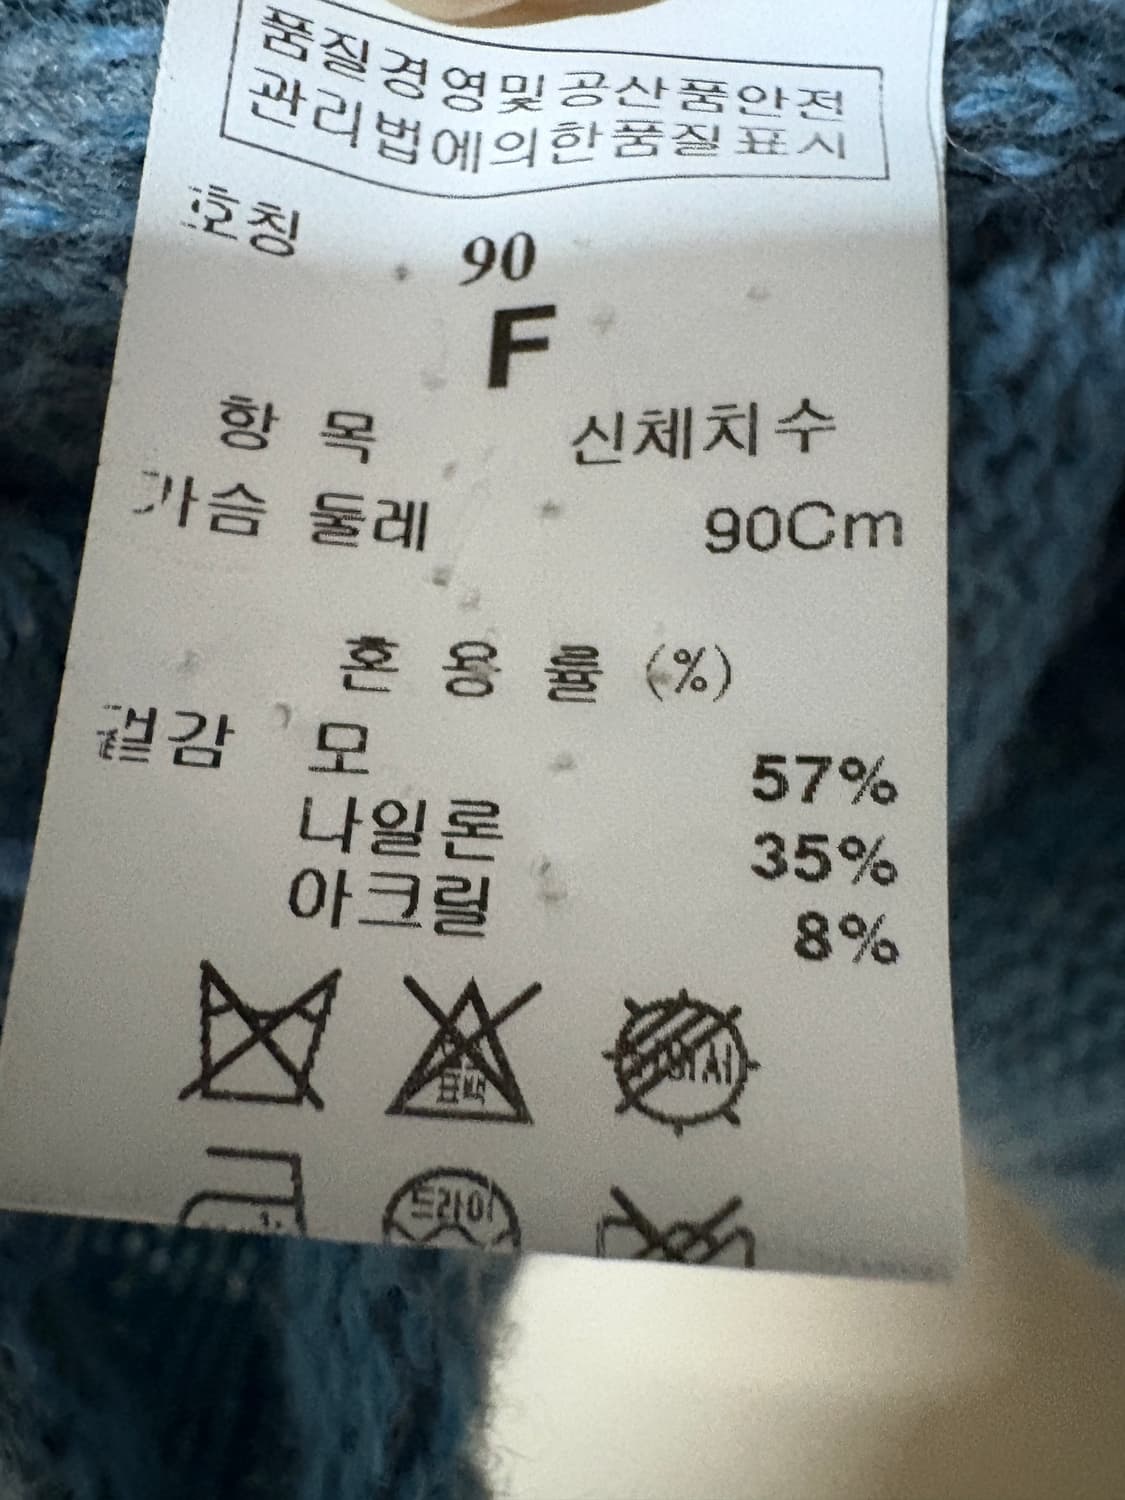 품질경영및공산품안전
관리법에의한품질표시
호칭 90
F
항 목 신체치수
가슴 둘레 90Cm
혼 용 률 (%)
겉감 모 57%
나일론 35%
아크릴 8%
표백
드라이